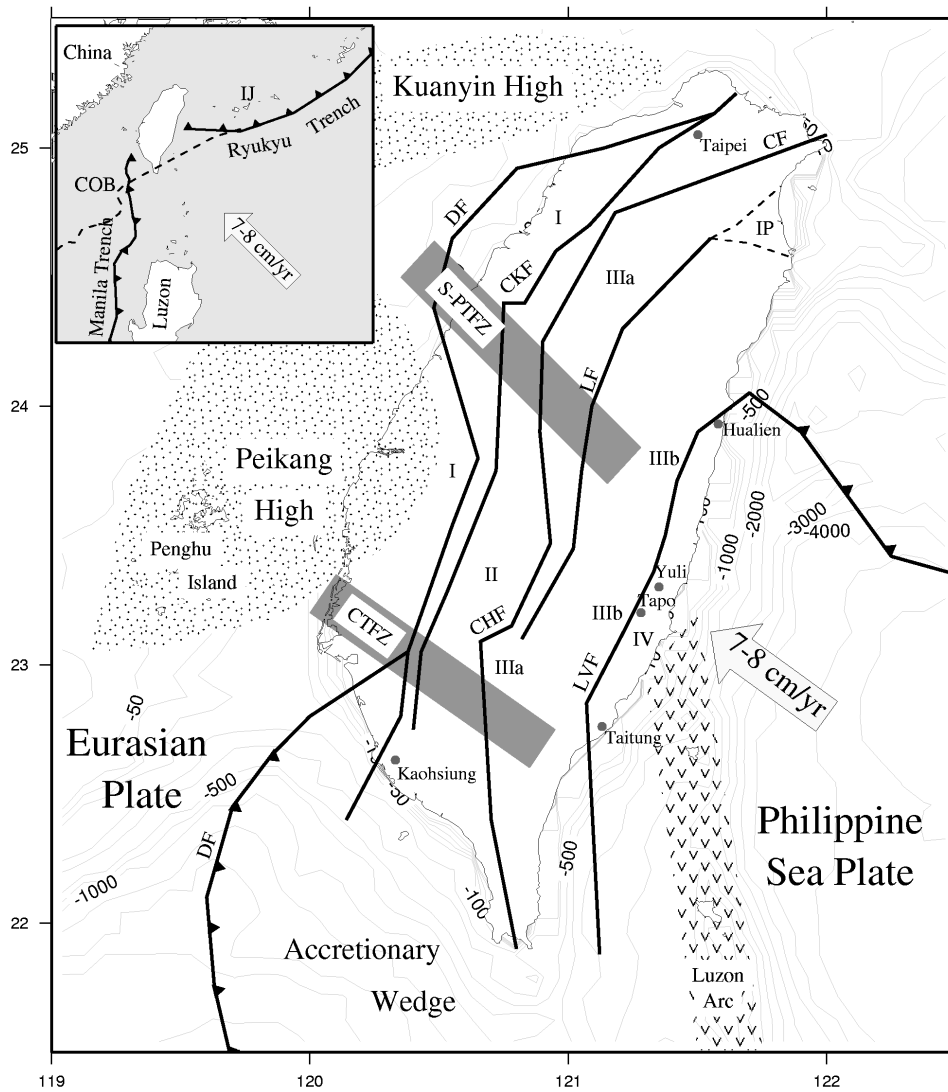 China
IJ
Ryukyu
Trench
COB
Manila Trench
7-8 cm/yr
Luzon
Kuanyin High
25
Taipei
CF
DF
I
IP
CKF
IIIa
S-PTFZ
LF
24
-500
Hualien
Peikang
High
I
IIIb
-2000
-3000
-4000
-1000
Penghu
Island
II
Yuli
Tapo
CTFZ
CHF
IIIb
IV
23
IIIa
LVF
7-8 cm/yr
-50
Eurasian
Plate
Taitung
Kaohsiung
-50
-500
Philippine
Sea Plate
DF
-500
-1000
-100
22
Accretionary
Wedge
Luzon
Arc
119
120
121
122